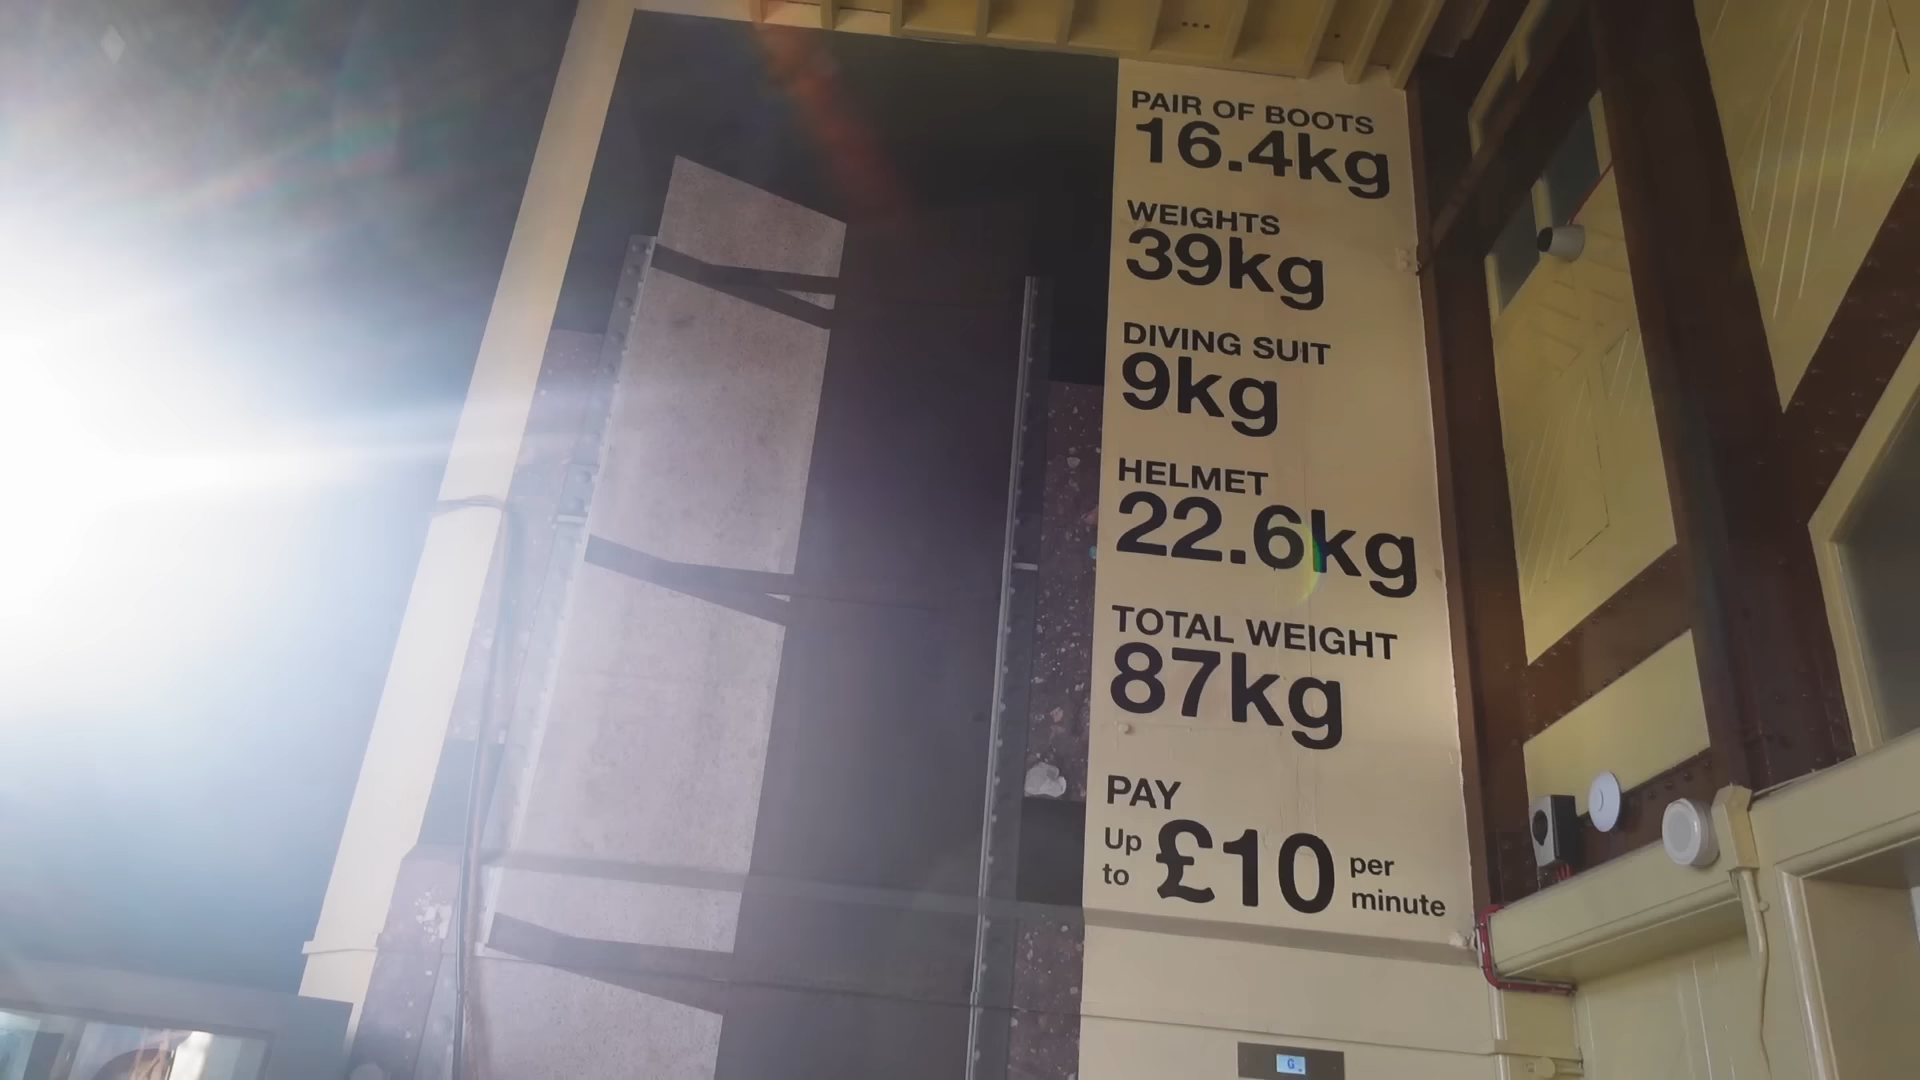 PAIR OF BOOTS
16.4kg
WEIGHTS
39kg
DIVING SUIT
9kg
HELMET
22.6kg
TOTAL WEIGHT
87kg
PAY
Up to £10 per minute
G